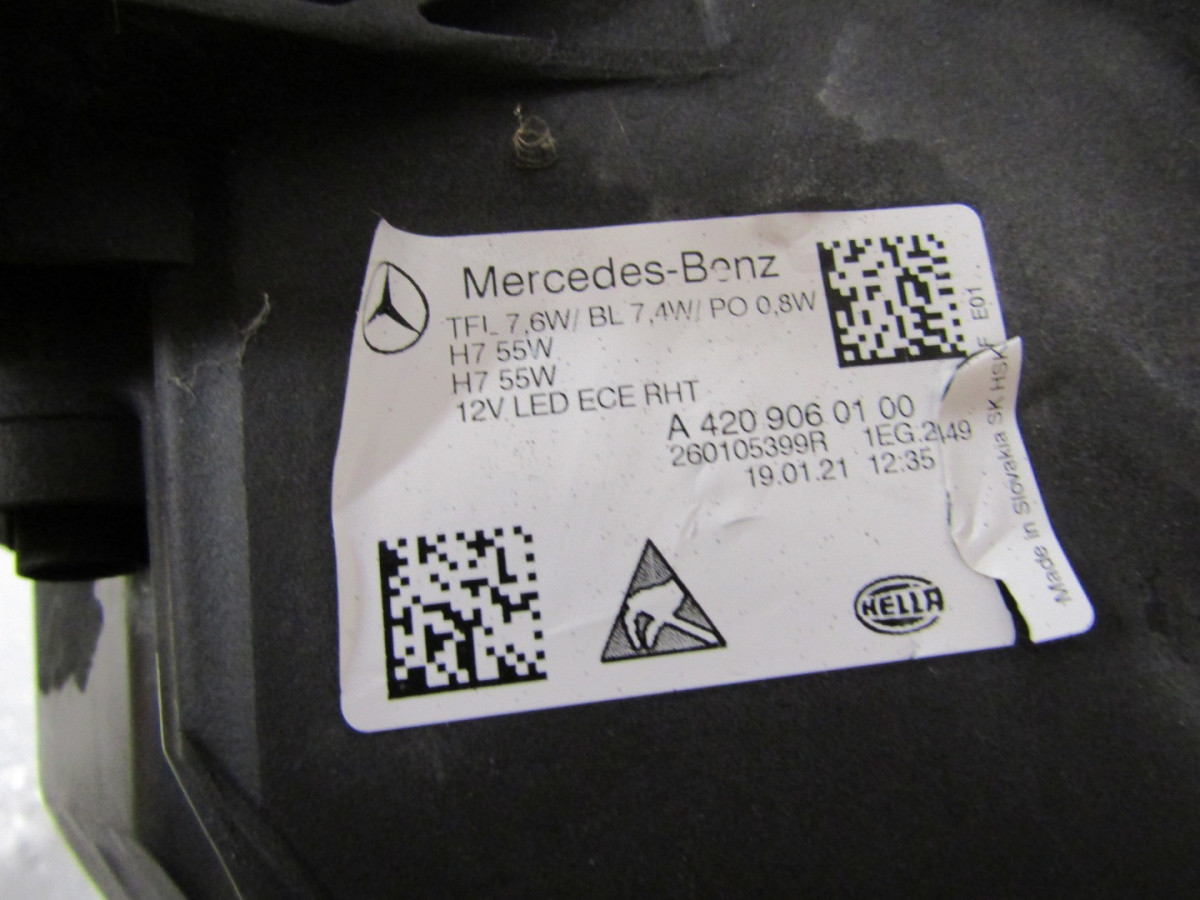 Mercedes-Benz
TFL 7,6W/ BL 7,4W/ PO 0,8W
H7 55W
H7 55W
12V LED ECE RHT
A 420 906 01 00
260105399R 1EG.2
19.01.21 12:35
HELLA
E01
Made in Slovakia SK